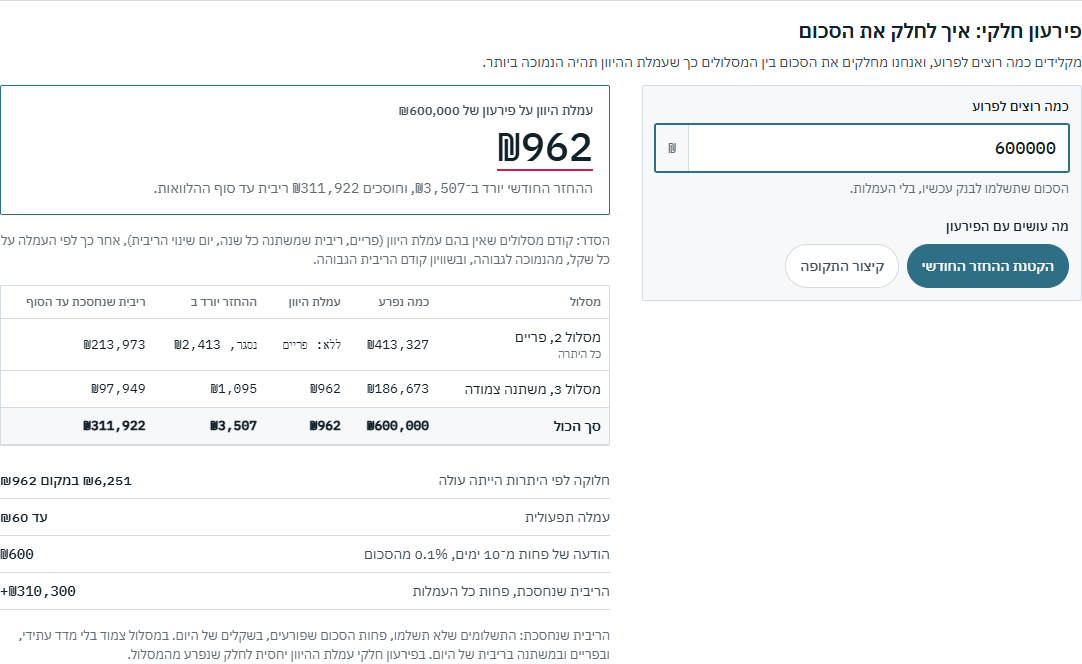 פירעון חלקי: איך לחלק את הסכום
מקלידים כמה רוצים לפרוע, ואנחנו מחלקים את הסכום בין המסלולים כך שעמלת ההיוון תהיה הנמוכה ביותר.
כמה רוצים לפרוע
600000 ₪
הסכום שתשלמו לבנק עכשיו, בלי העמלות.
מה עושים עם הפירעון
הקטנת ההחזר החודשי קיצור התקופה
עמלת היוון על פירעון של 600,000₪
962₪
ההחזר החודשי יורד ב־3,507₪, וחוסכים 311,922₪ ריבית עד סוף ההלוואות.
הסדר: קודם מסלולים שאין בהם עמלת היוון (פריים, ריבית שמשתנה כל שנה, יום שינוי הריבית), אחר כך לפי העמלה על
כל שקל, מהנמוכה לגבוהה, ובשוויון קודם הריבית הגבוהה.
מסלול כמה נפרע עמלת היוון ההחזר יורד ב ריבית שנחסכת עד הסוף
מסלול 2, פריים 413,327₪ ללא: פריים נסגר, 2,413₪ 213,973₪
כל היתרה
מסלול 3, משתנה צמודה 186,673₪ 962₪ 1,095₪ 97,949₪
סך הכול 600,000₪ 962₪ 3,507₪ 311,922₪
חלוקה לפי היתרות הייתה עולה 6,251₪ במקום 962₪
עמלה תפעולית עד 60₪
הודעה של פחות מ־10 ימים, 0.1% מהסכום 600₪
הריבית שנחסכת, פחות כל העמלות +310,300₪
הריבית שנחסכת: התשלומים שלא תשלמו, פחות הסכום שפורעים, בשקלים של היום. במסלול צמוד בלי מדד עתידי,
ובפריים ובמשתנה בריבית של היום. בפירעון חלקי עמלת ההיוון יחסית לחלק שנפרע מהמסלול.